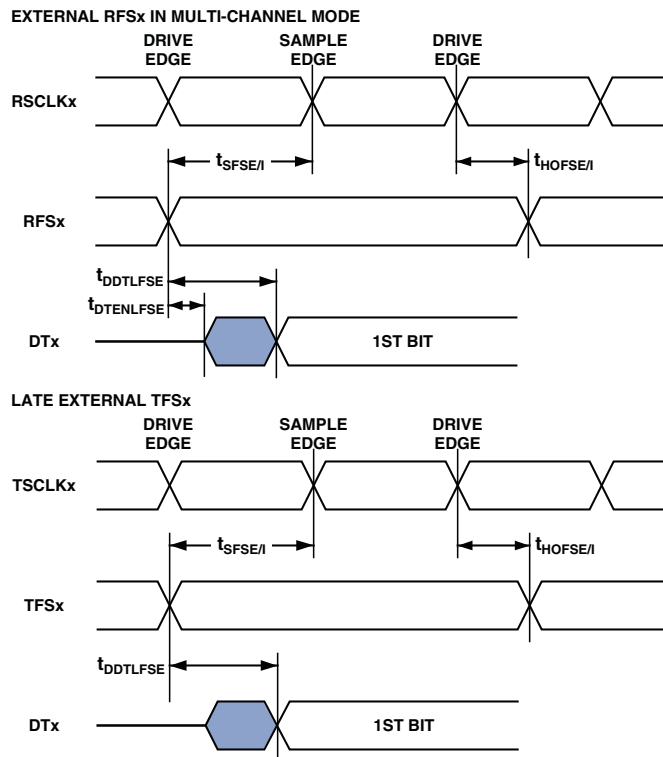 EXTERNAL RFSx IN MULTI-CHANNEL MODE
DRIVE EDGE
SAMPLE EDGE
DRIVE EDGE
RSCLKx
tSFSE/I
tHOFSE/I
RFSx
tDDTLFSE
tDTENLFSE
DTx
1ST BIT
LATE EXTERNAL TFSx
DRIVE EDGE
SAMPLE EDGE
DRIVE EDGE
TSCLKx
tSFSE/I
tHOFSE/I
TFSx
tDDTLFSE
DTx
1ST BIT